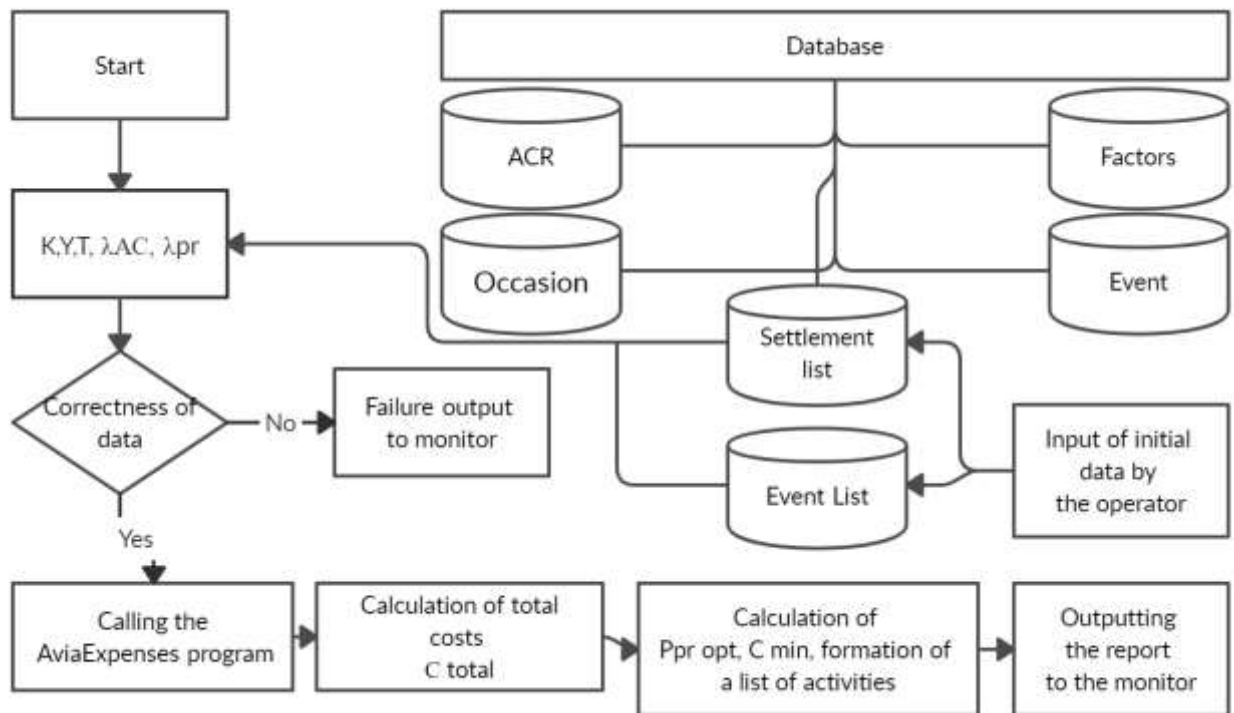 Start
Database
ACR
Factors
K,Y,T, λAC, λpr
Occasion
Event
Settlement
list
Correctness of
data
No
Failure output
to monitor
Event List
Input of initial
data by
the operator
Yes
Calling the
AviaExpenses program
Calculation of total
costs
C total
Calculation of
Ppr opt, C min, formation of
a list of activities
Outputting
the report
to the monitor